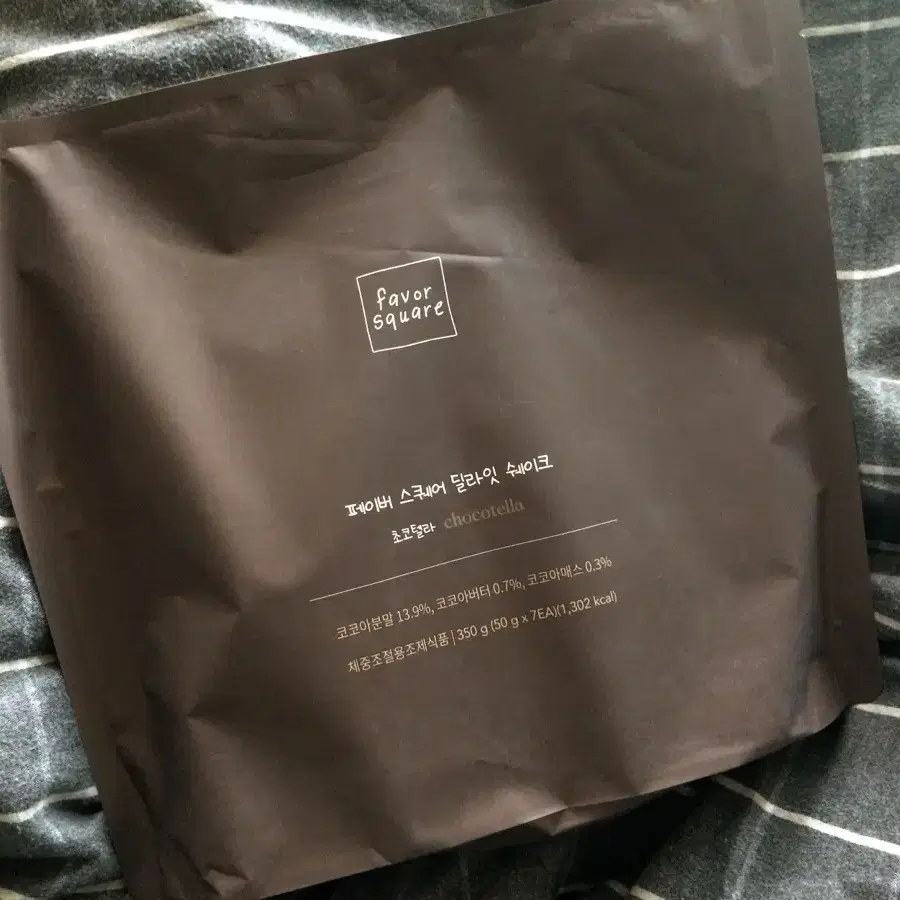 favor
square
페이버 스퀘어 딜라잇 쉐이크
초코텔라 chocotella
코코아분말 13.9%, 코코아버터 0.7%, 코코아매스 0.3%
체중조절용조제식품 | 350 g (50 g x 7EA)(1,302 kcal)